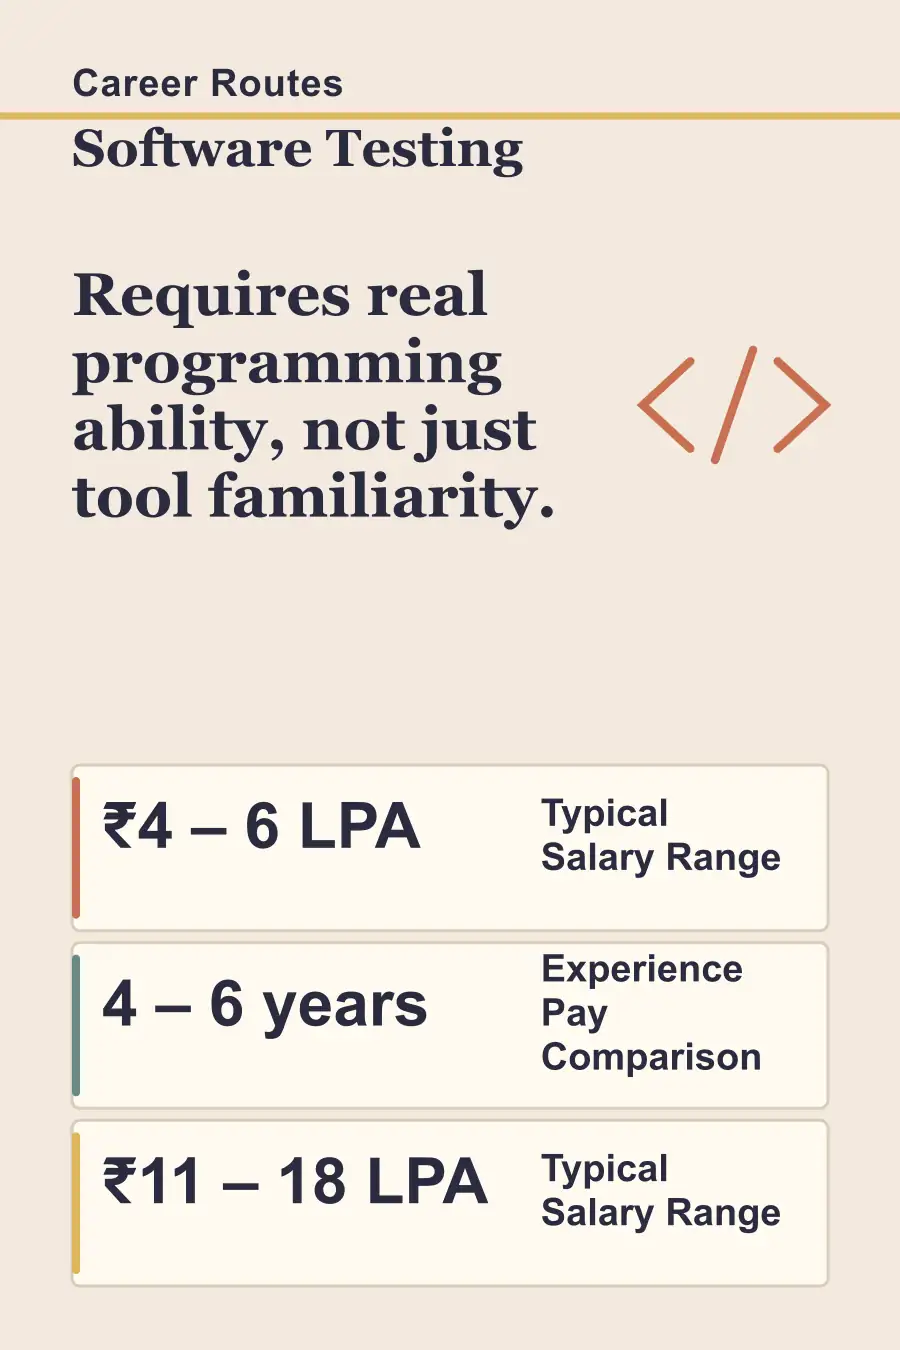 Career Routes
Software Testing
Requires real
programming
ability, not just
tool familiarity.
₹4 – 6 LPA
Typical
Salary Range
4 – 6 years
Experience
Pay
Comparison
₹11 – 18 LPA
Typical
Salary Range